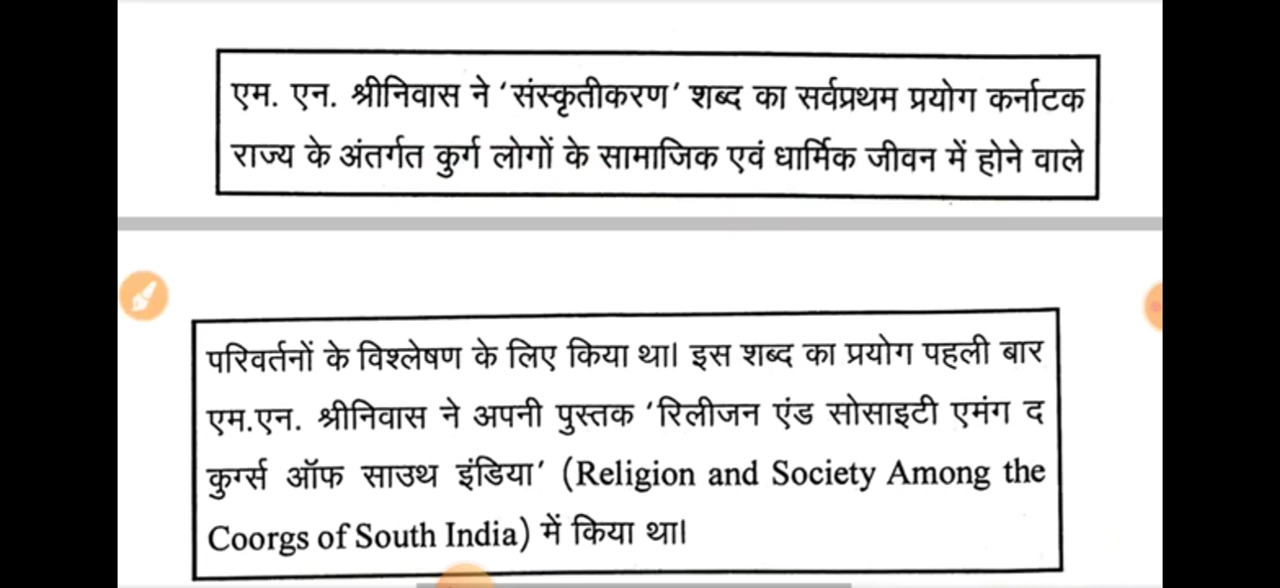 एम. एन. श्रीनिवास ने ‘संस्कृतीकरण’ शब्द का सर्वप्रथम प्रयोग कर्नाटक
राज्य के अंतर्गत कुर्ग लोगों के सामाजिक एवं धार्मिक जीवन में होने वाले
परिवर्तनों के विश्लेषण के लिए किया था। इस शब्द का प्रयोग पहली बार
एम.एन. श्रीनिवास ने अपनी पुस्तक ‘रिलीजन एंड सोसाइटी एमंग द
कुर्ग्स ऑफ साउथ इंडिया’ (Religion and Society Among the
Coorgs of South India) में किया था।